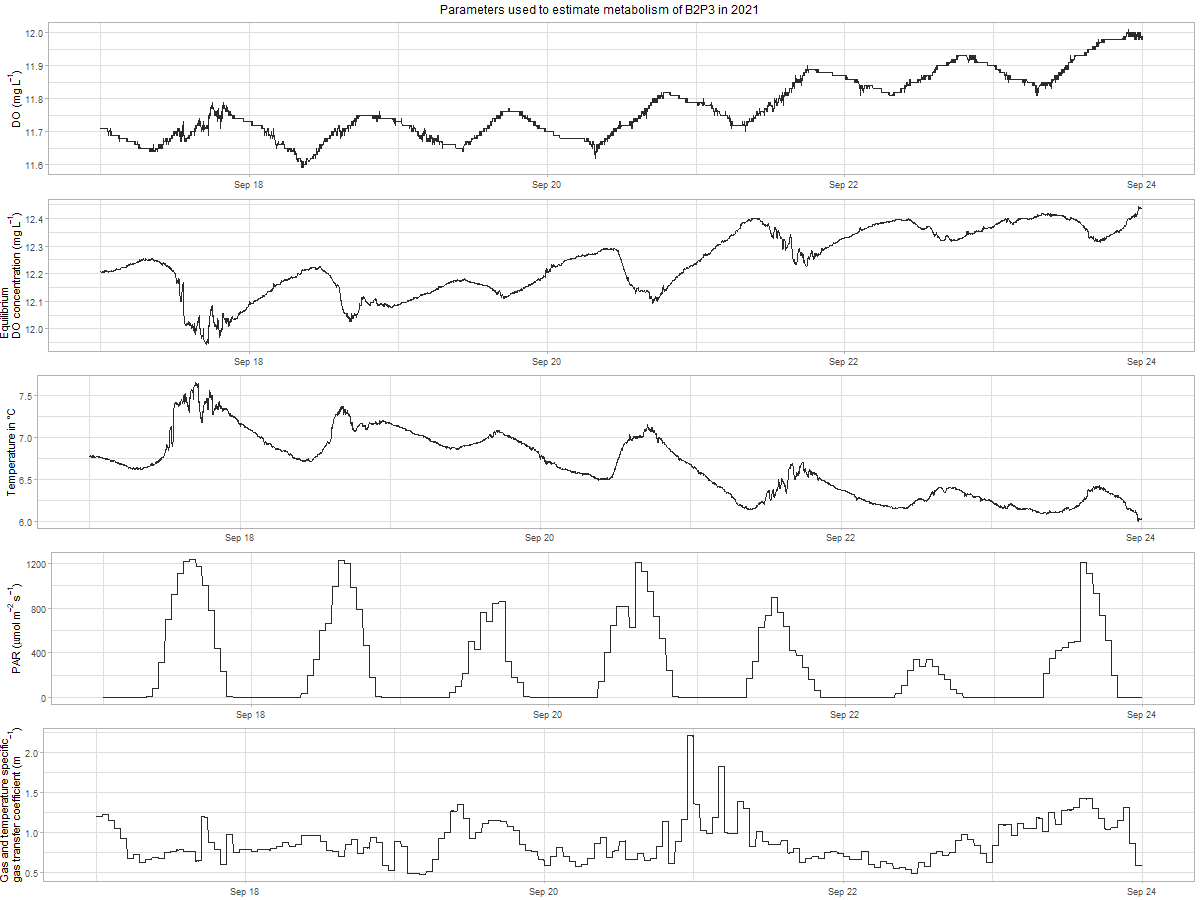 Parameters used to estimate metabolism of B2P3 in 2021
DO (mg L⁻¹)
12.0
11.9
11.8
11.7
11.6
Sep 18 Sep 20 Sep 22 Sep 24
Equilibrium
DO concentration (mg L⁻¹)
12.4
12.3
12.2
12.1
12.0
Sep 18 Sep 20 Sep 22 Sep 24
Temperature in °C
7.5
7.0
6.5
6.0
Sep 18 Sep 20 Sep 22 Sep 24
PAR (umol m⁻² s⁻¹)
1200
800
400
0
Sep 18 Sep 20 Sep 22 Sep 24
Gas and temperature specific
gas transfer coefficient (m⁻¹)
2.0
1.5
1.0
0.5
Sep 18 Sep 20 Sep 22 Sep 24